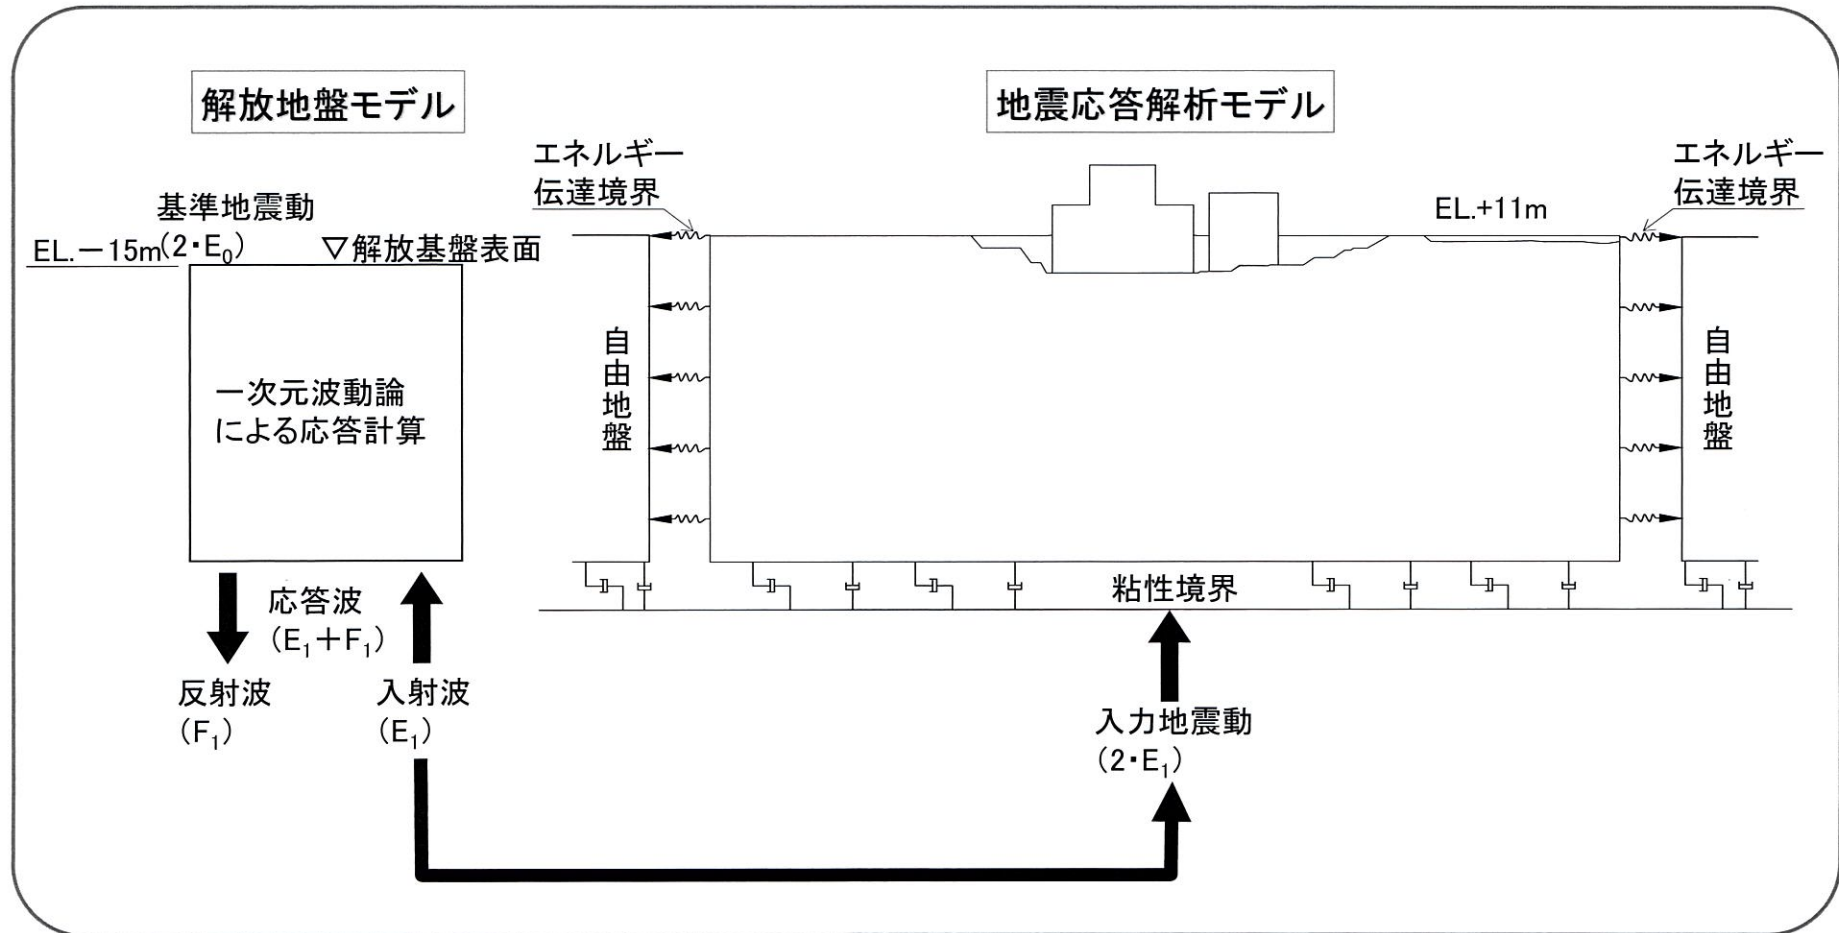 解放地盤モデル
地震応答解析モデル
エネルギー
伝達境界
エネルギー
伝達境界
基準地震動
(2・E₀)
EL.－15m
▽解放基盤表面
EL.+11m
一次元波動論
による応答計算
自由地盤
自由地盤
粘性境界
応答波
(E₁＋F₁)
反射波
(F₁)
入射波
(E₁)
入力地震動
(2・E₁)